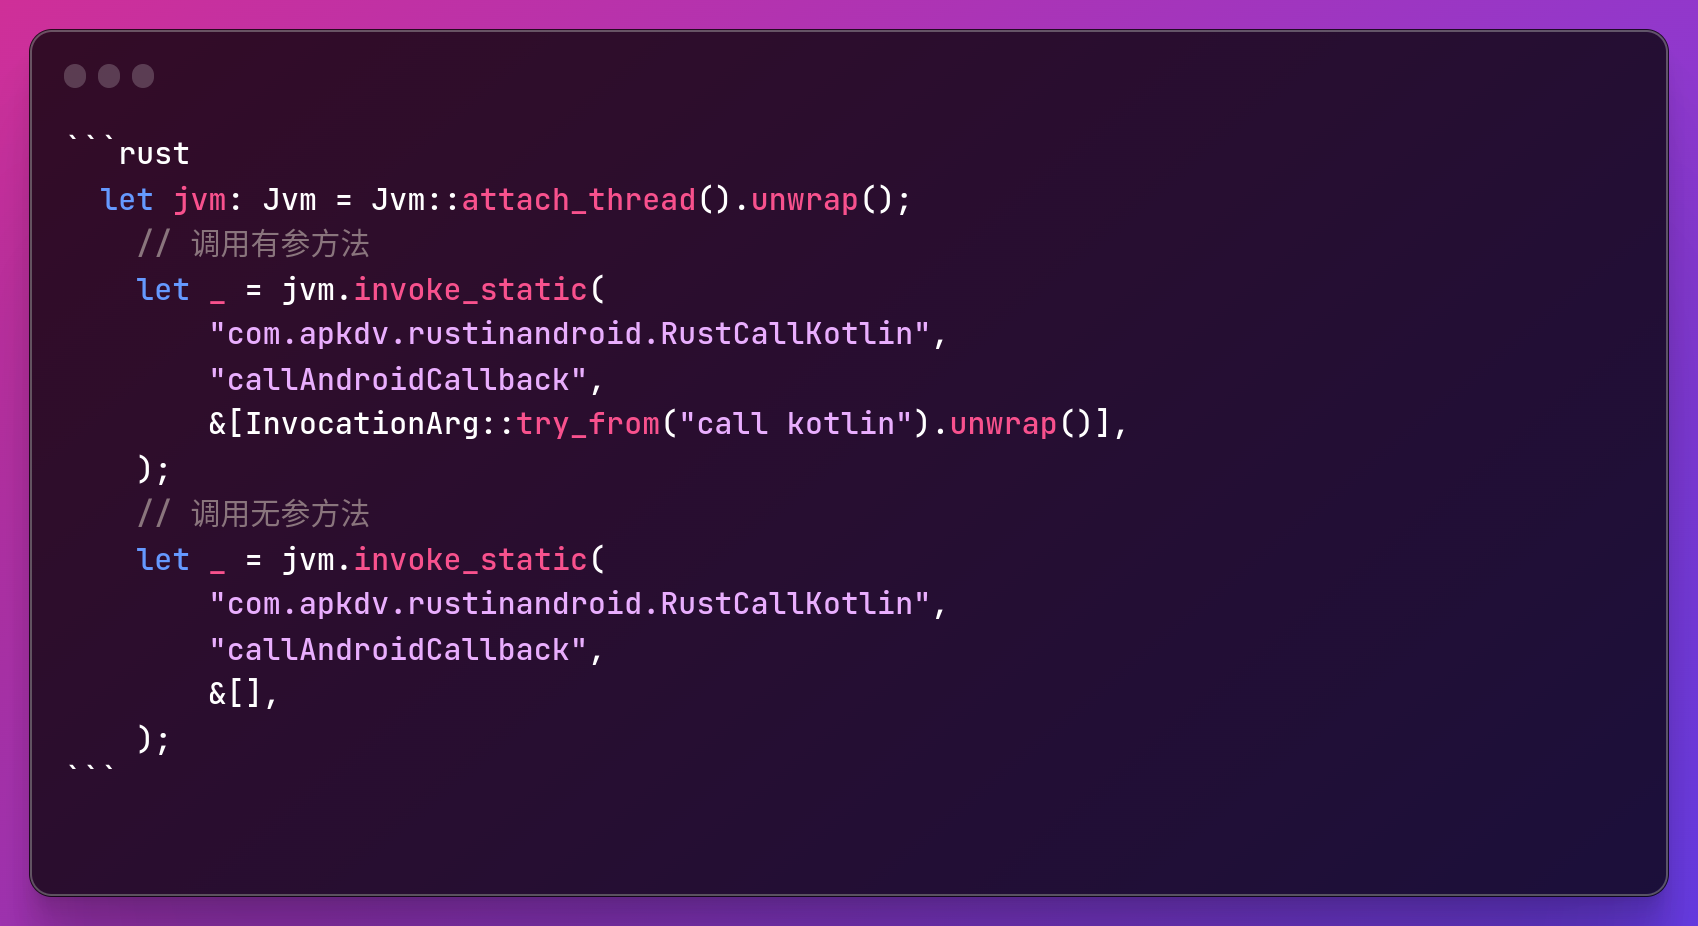 ```rust
  let jvm: Jvm = Jvm::attach_thread().unwrap();
    // 调用有参方法
    let _ = jvm.invoke_static(
        "com.apkdv.rustinandroid.RustCallKotlin",
        "callAndroidCallback",
        &[InvocationArg::try_from("call kotlin").unwrap()],
    );
    // 调用无参方法
    let _ = jvm.invoke_static(
        "com.apkdv.rustinandroid.RustCallKotlin",
        "callAndroidCallback",
        &[],
    );
```